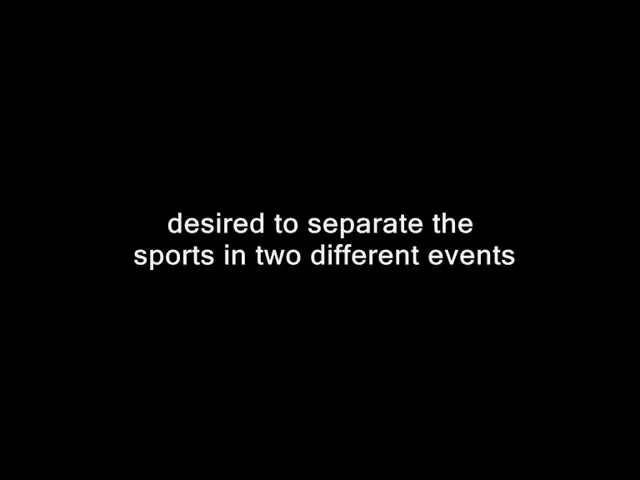 desired to separate the
sports in two different events